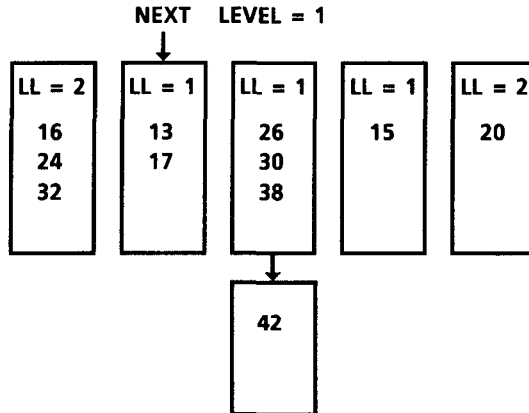 NEXT LEVEL = 1
LL = 2 LL = 1 LL = 1 LL = 1 LL = 2
16 13 26 15 20
24 17 30
32 38
42